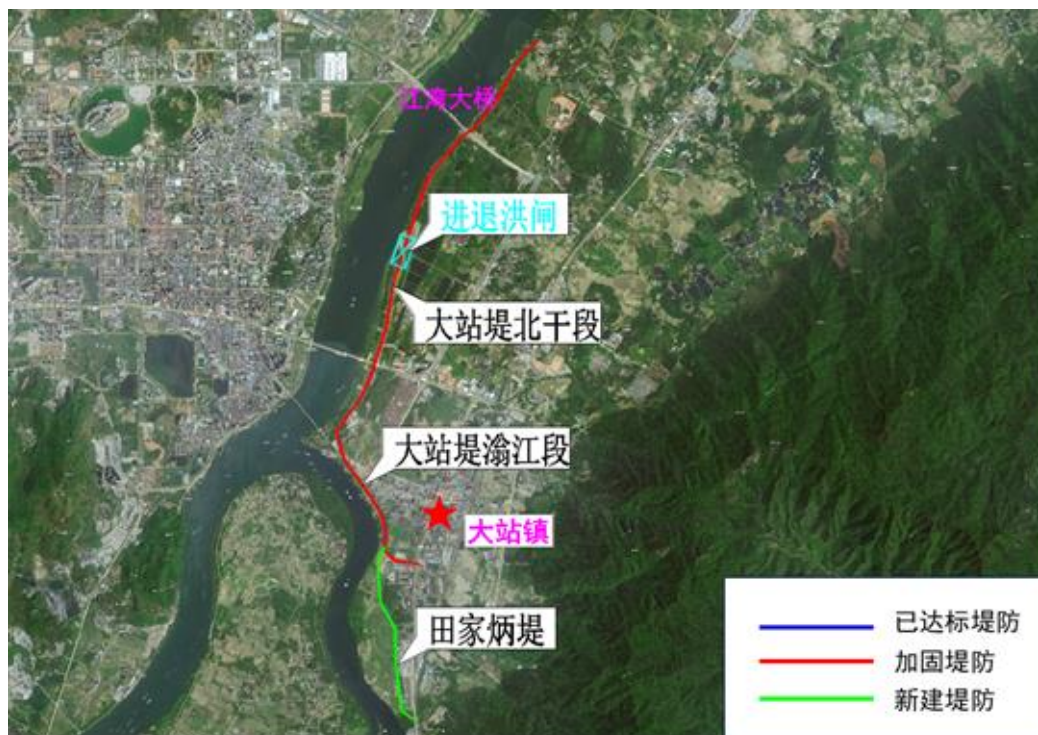 江湾大桥
进退洪闸
大站堤北干段
大站堤滃江段
大站镇
田家炳堤
已达标堤防
加固堤防
新建堤防